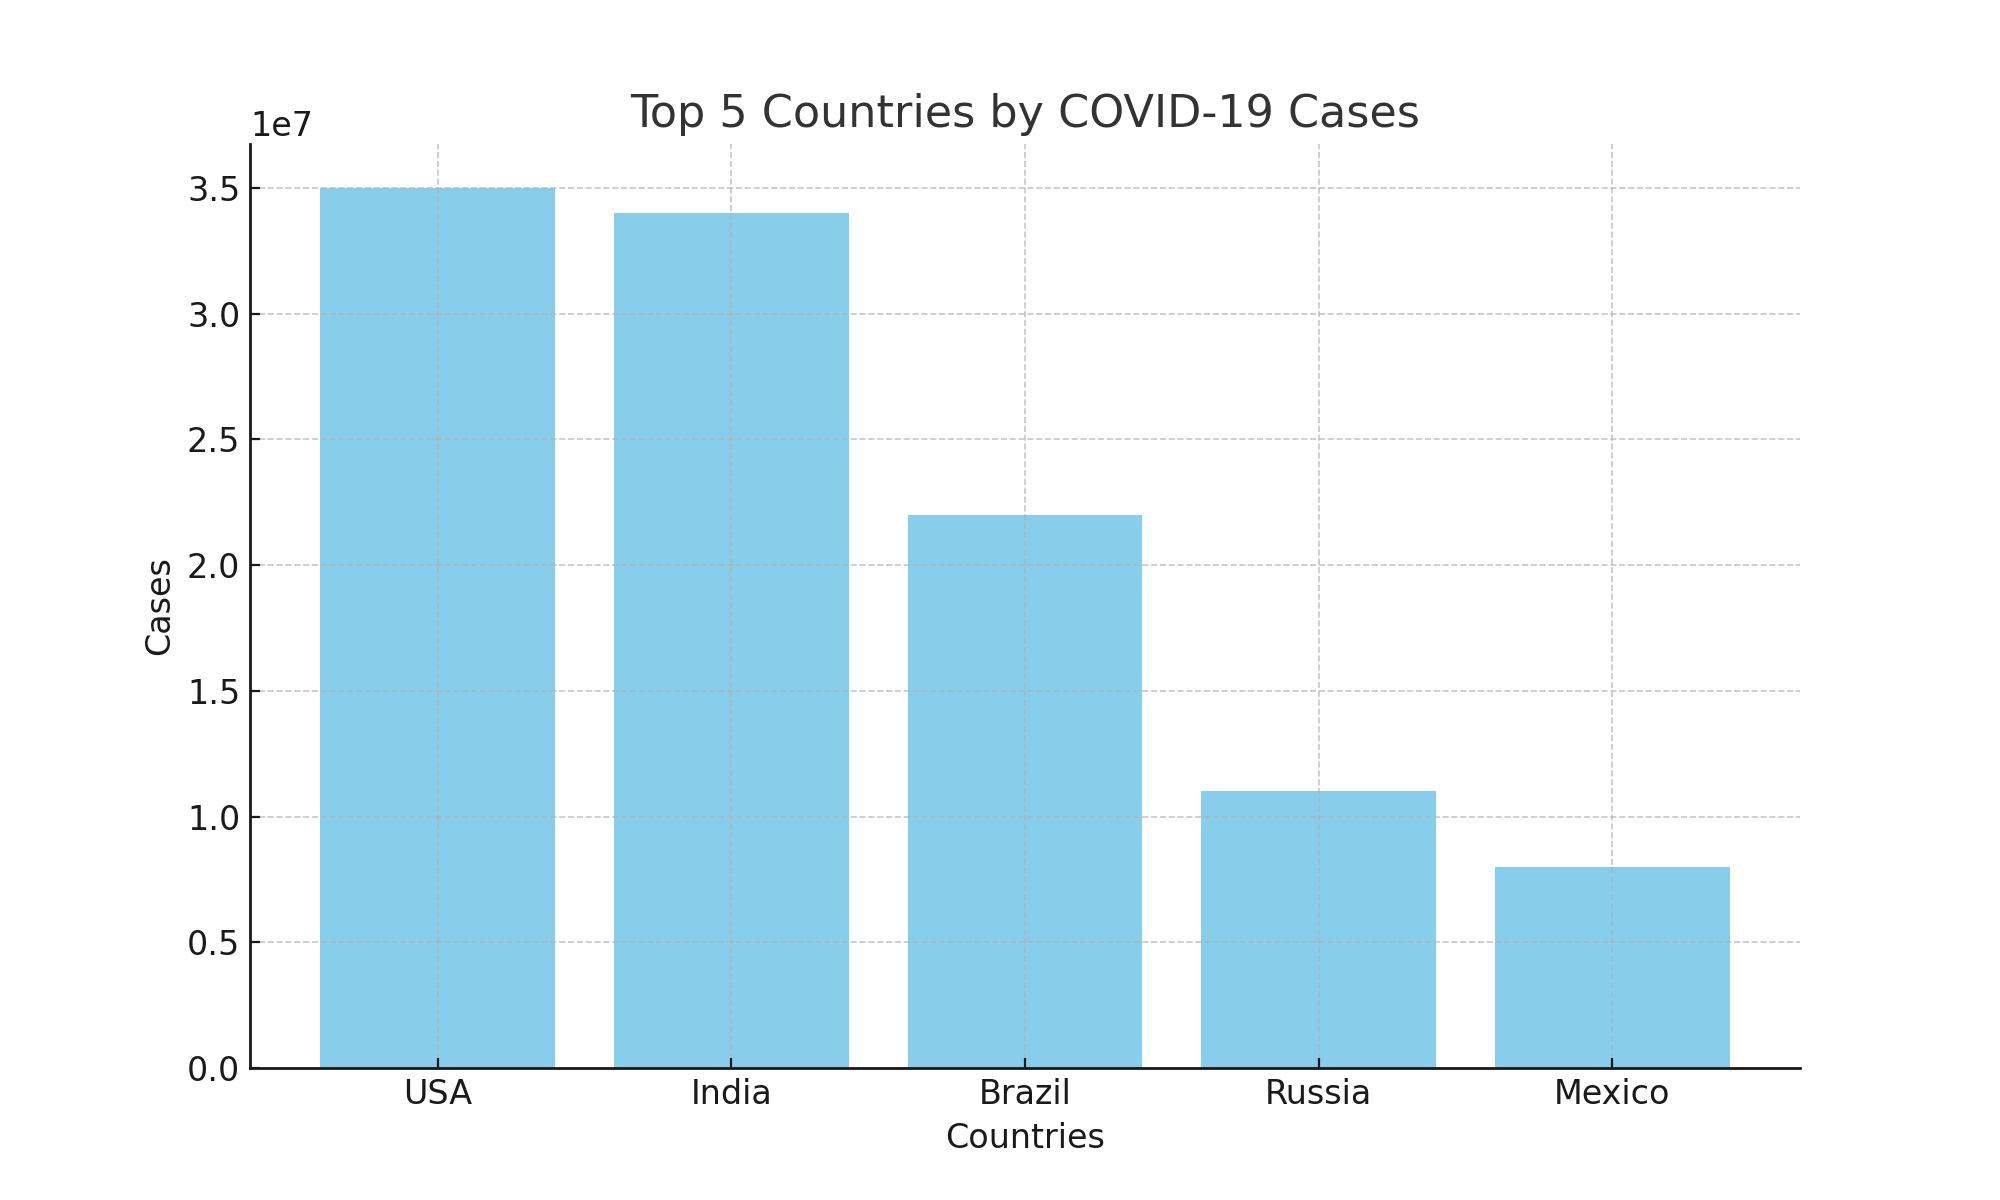 Top 5 Countries by COVID-19 Cases
1e7
3.5
3.0
2.5
2.0
1.5
1.0
0.5
0.0
Cases
USA India Brazil Russia Mexico
Countries